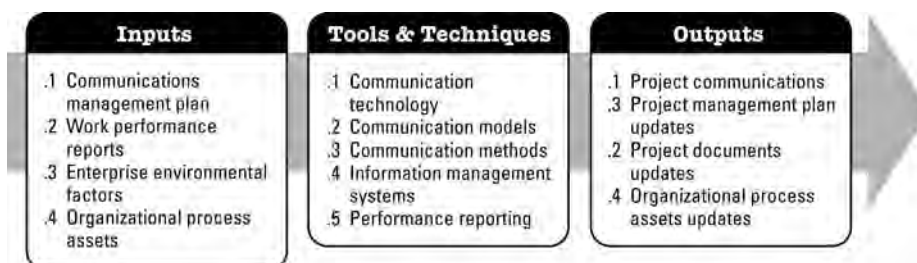 Inputs
.1 Communications
management plan
.2 Work performance
reports
.3 Enterprise environmental
factors
.4 Organizational process
assets
Tools & Techniques
.1 Communication
technology
.2 Communication models
.3 Communication methods
.4 Information management
systems
.5 Performance reporting
Outputs
.1 Project communications
.3 Project management plan
updates
.2 Project documents
updates
.4 Organizational process
assets updates